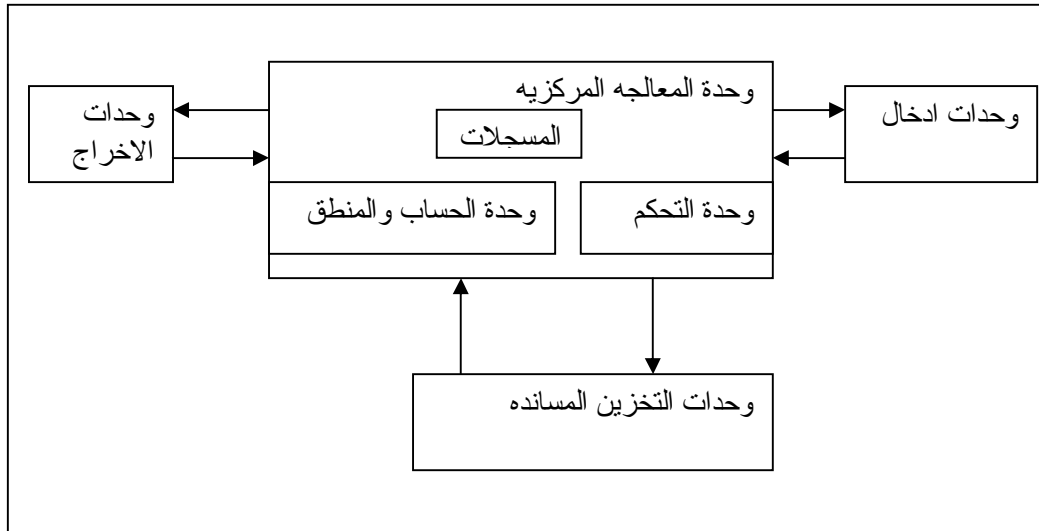 وحدة المعالجه المركزيه
المسجلات
وحدات ادخال
وحدات
الاخراج
وحدة التحكم
وحدة الحساب والمنطق
وحدات التخزين المسانده